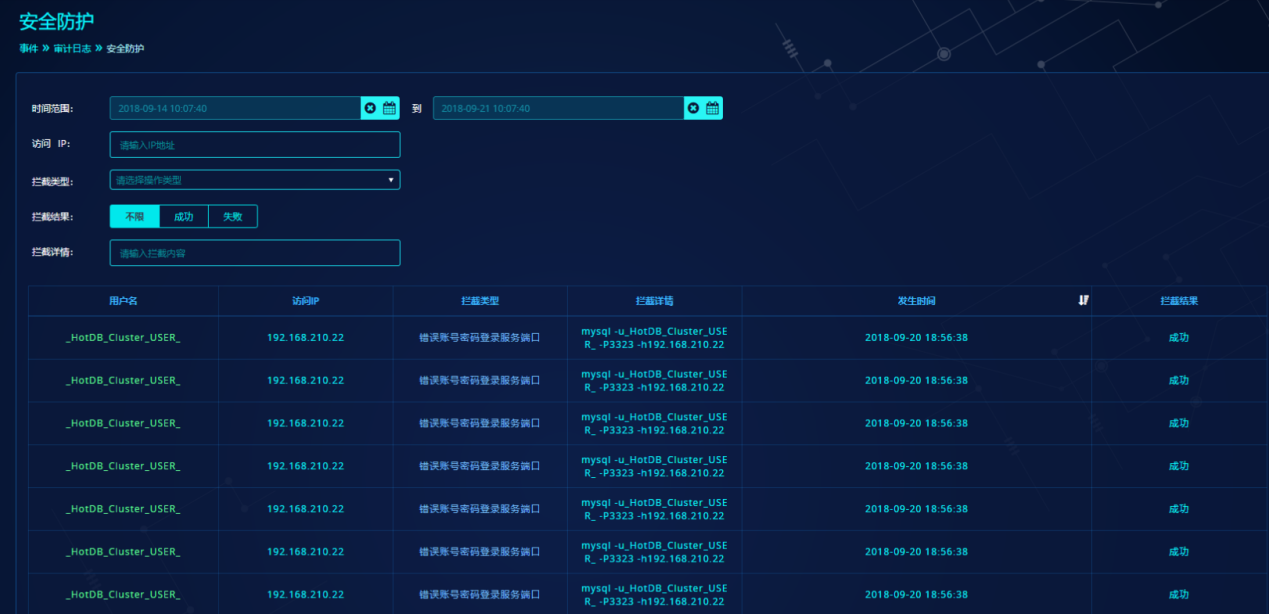 安全防护
事件 » 审计日志 » 安全防护
时间范围: 2018-09-14 10:07:40 到 2018-09-21 10:07:40
访问 IP: 请输入IP地址
拦截类型: 请选择操作类型
拦截结果: 不限 成功 失败
拦截详情: 请输入拦截内容
用户名 访问IP 拦截类型 拦截详情 发生时间 拦截结果
_HotDB_Cluster_USER_ 192.168.210.22 错误账号密码登录服务端口 mysql -u_HotDB_Cluster_USE 2018-09-20 18:56:38 成功
R_ -P3323 -h192.168.210.22
_HotDB_Cluster_USER_ 192.168.210.22 错误账号密码登录服务端口 mysql -u_HotDB_Cluster_USE 2018-09-20 18:56:38 成功
R_ -P3323 -h192.168.210.22
_HotDB_Cluster_USER_ 192.168.210.22 错误账号密码登录服务端口 mysql -u_HotDB_Cluster_USE 2018-09-20 18:56:38 成功
R_ -P3323 -h192.168.210.22
_HotDB_Cluster_USER_ 192.168.210.22 错误账号密码登录服务端口 mysql -u_HotDB_Cluster_USE 2018-09-20 18:56:38 成功
R_ -P3323 -h192.168.210.22
_HotDB_Cluster_USER_ 192.168.210.22 错误账号密码登录服务端口 mysql -u_HotDB_Cluster_USE 2018-09-20 18:56:38 成功
R_ -P3323 -h192.168.210.22
_HotDB_Cluster_USER_ 192.168.210.22 错误账号密码登录服务端口 mysql -u_HotDB_Cluster_USE 2018-09-20 18:56:38 成功
R_ -P3323 -h192.168.210.22
_HotDB_Cluster_USER_ 192.168.210.22 错误账号密码登录服务端口 mysql -u_HotDB_Cluster_USE 2018-09-20 18:56:38 成功
R_ -P3323 -h192.168.210.22